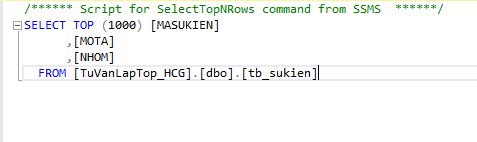 /****** Script for SelectTopNRows command from SSMS  ******/
SELECT TOP (1000) [MASUKIEN]
      ,[MOTA]
      ,[NHOM]
  FROM [TuVanLapTop_HCG].[dbo].[tb_sukien]